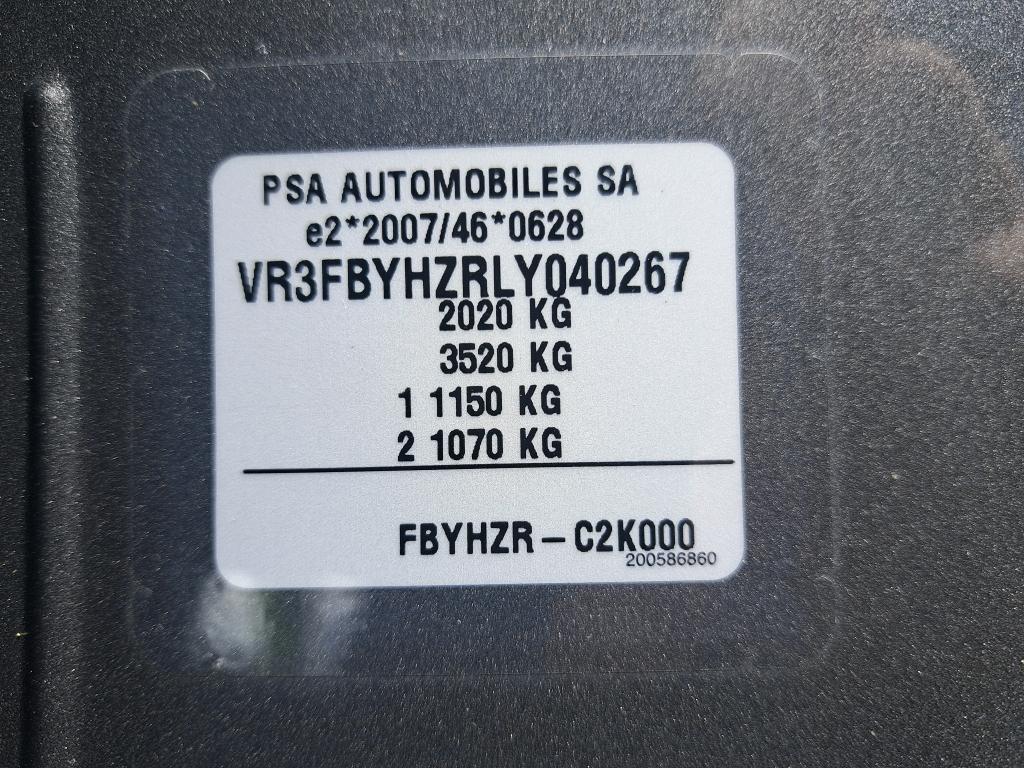 PSA AUTOMOBILES SA
e2*2007/46*0628
VR3FBYHZRLY040267
2020 KG
3520 KG
1 1150 KG
2 1070 KG
FBYHZR – C2K000
200586860